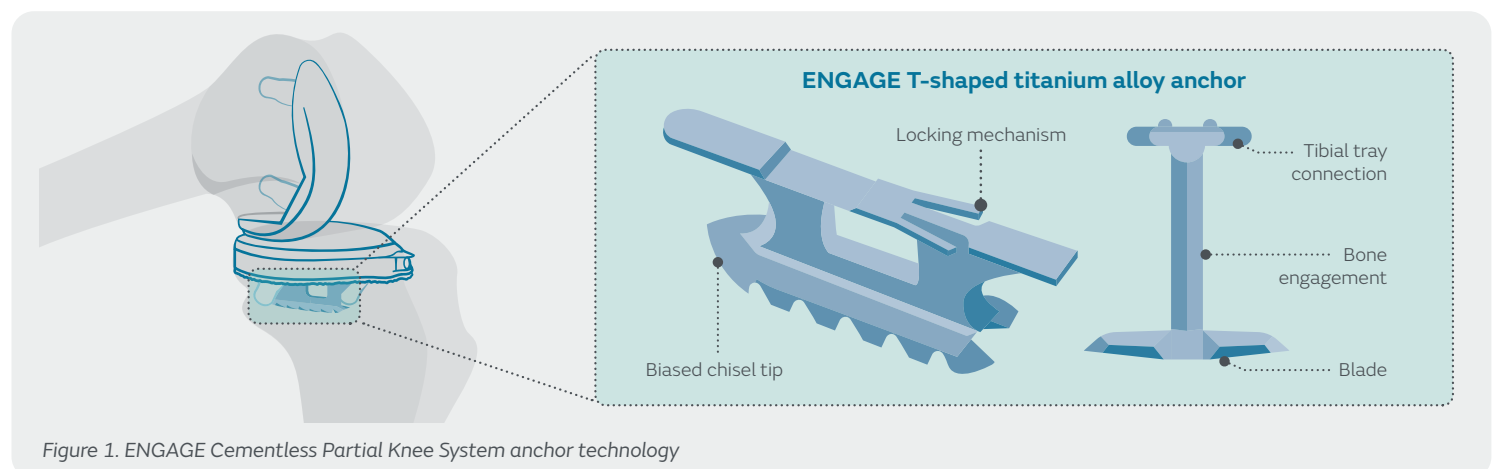 ENGAGE T-shaped titanium alloy anchor
Locking mechanism
Tibial tray
connection
Bone
engagement
Biased chisel tip
Blade
Figure 1. ENGAGE Cementless Partial Knee System anchor technology